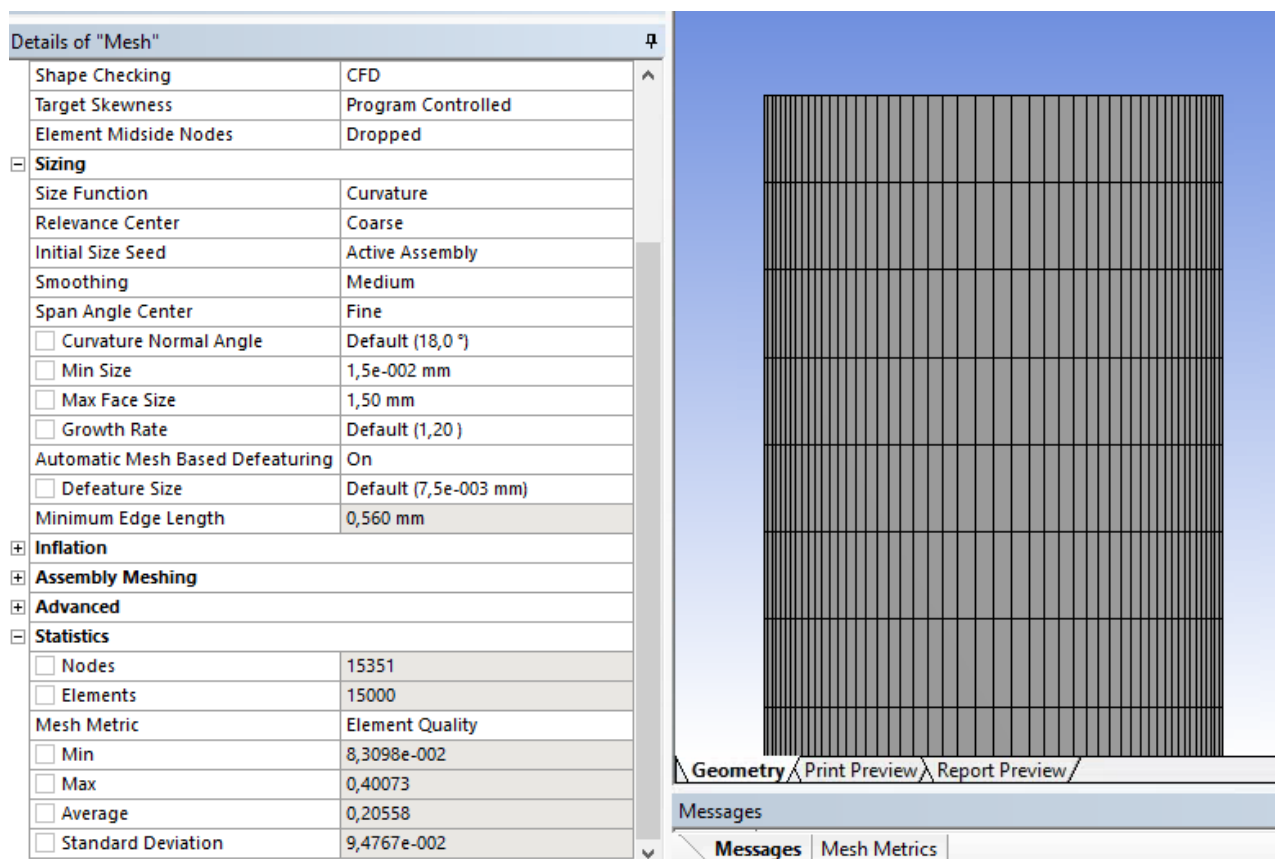 Details of "Mesh"
Shape Checking CFD
Target Skewness Program Controlled
Element Midside Nodes Dropped
Sizing
Size Function Curvature
Relevance Center Coarse
Initial Size Seed Active Assembly
Smoothing Medium
Span Angle Center Fine
Curvature Normal Angle Default (18,0 °)
Min Size 1,5e-002 mm
Max Face Size 1,50 mm
Growth Rate Default (1,20 )
Automatic Mesh Based Defeaturing On
Defeature Size Default (7,5e-003 mm)
Minimum Edge Length 0,560 mm
Inflation
Assembly Meshing
Advanced
Statistics
Nodes 15351
Elements 15000
Mesh Metric Element Quality
Min 8,3098e-002
Max 0,40073
Average 0,20558
Standard Deviation 9,4767e-002
Geometry Print Preview Report Preview
Messages
Messages Mesh Metrics